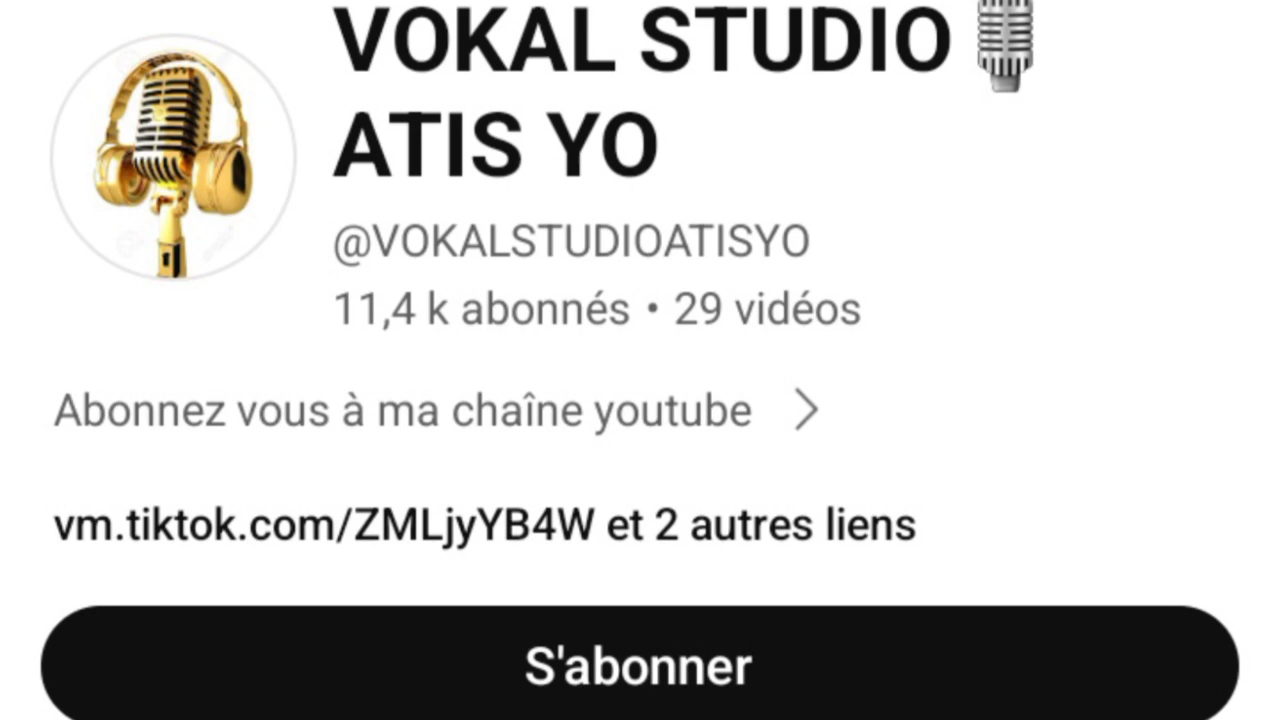 VOKAL STUDIO🎙
ATIS YO
@VOKALSTUDIOATISYO
11,4 k abonnés • 29 vidéos
Abonnez vous à ma chaîne youtube >
vm.tiktok.com/ZMLjyYB4W et 2 autres liens
S'abonner